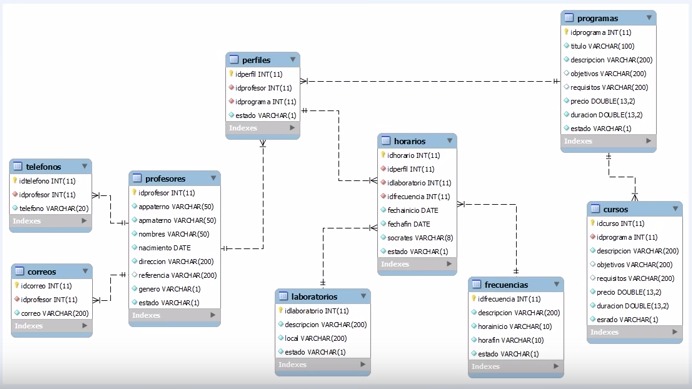 programas
idprograma INT(11)
titulo VARCHAR(100)
descripcion VARCHAR(200)
objetivos VARCHAR(200)
requisitos VARCHAR(200)
precio DOUBLE(13,2)
duracion DOUBLE(13,2)
estado VARCHAR(1)
Indexes
perfiles
idperfil INT(11)
idprofesor INT(11)
idprograma INT(11)
estado VARCHAR(1)
Indexes
horarios
idhorario INT(11)
idperfil INT(11)
idlaboratorio INT(11)
idfrecuencia INT(11)
fechainicio DATE
fechafin DATE
socrates VARCHAR(8)
estado VARCHAR(1)
Indexes
telefonos
idtelefono INT(11)
idprofesor INT(11)
telefono VARCHAR(20)
Indexes
profesores
idprofesor INT(11)
appaterno VARCHAR(50)
apmaterno VARCHAR(50)
nombres VARCHAR(50)
nacimiento DATE
direccion VARCHAR(200)
referencia VARCHAR(200)
genero VARCHAR(1)
estado VARCHAR(1)
Indexes
cursos
idcurso INT(11)
idprograma INT(11)
descripcion VARCHAR(200)
objetivos VARCHAR(200)
requisitos VARCHAR(200)
precio DOUBLE(13,2)
duracion DOUBLE(13,2)
esrado VARCHAR(1)
Indexes
correos
idcorreo INT(11)
idprofesor INT(11)
correo VARCHAR(200)
Indexes
laboratorios
idlaboratorio INT(11)
descripcion VARCHAR(200)
local VARCHAR(200)
estado VARCHAR(1)
Indexes
frecuencias
idfrecuencia INT(11)
descripcion VARCHAR(200)
horainicio VARCHAR(10)
horafin VARCHAR(10)
estado VARCHAR(1)
Indexes